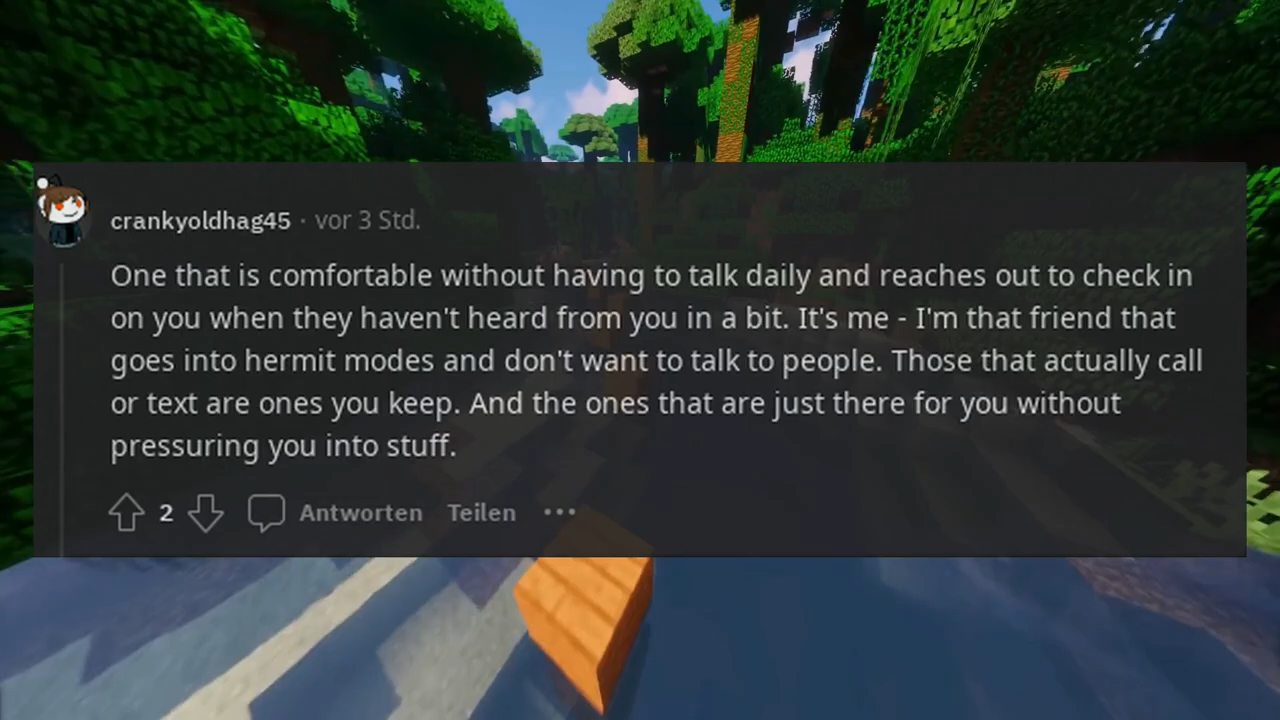 crankyoldhag45 · vor 3 Std.
One that is comfortable without having to talk daily and reaches out to check in
on you when they haven't heard from you in a bit. It's me - I'm that friend that
goes into hermit modes and don't want to talk to people. Those that actually call
or text are ones you keep. And the ones that are just there for you without
pressuring you into stuff.
2 Antworten Teilen •••